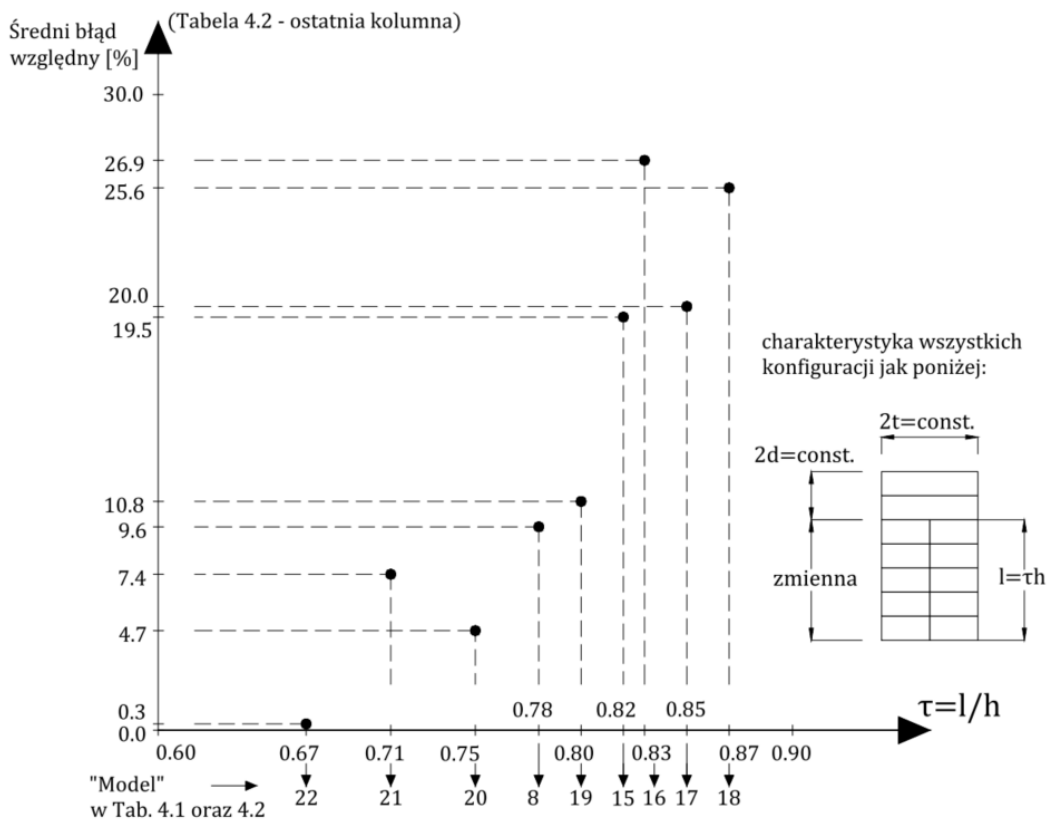 Średni błąd
względny [%]
(Tabela 4.2 - ostatnia kolumna)
30.0
26.9
25.6
20.0
19.5
10.8
9.6
7.4
4.7
0.3
0.0
charakterystyka wszystkich
konfiguracji jak poniżej:
2t=const.
2d=const.
zmienna
l=τh
0.78 0.82 0.85
τ=l/h
0.60 0.67 0.71 0.75 0.80 0.83 0.87 0.90
"Model"
w Tab. 4.1 oraz 4.2
22 21 20 8 19 15 16 17 18